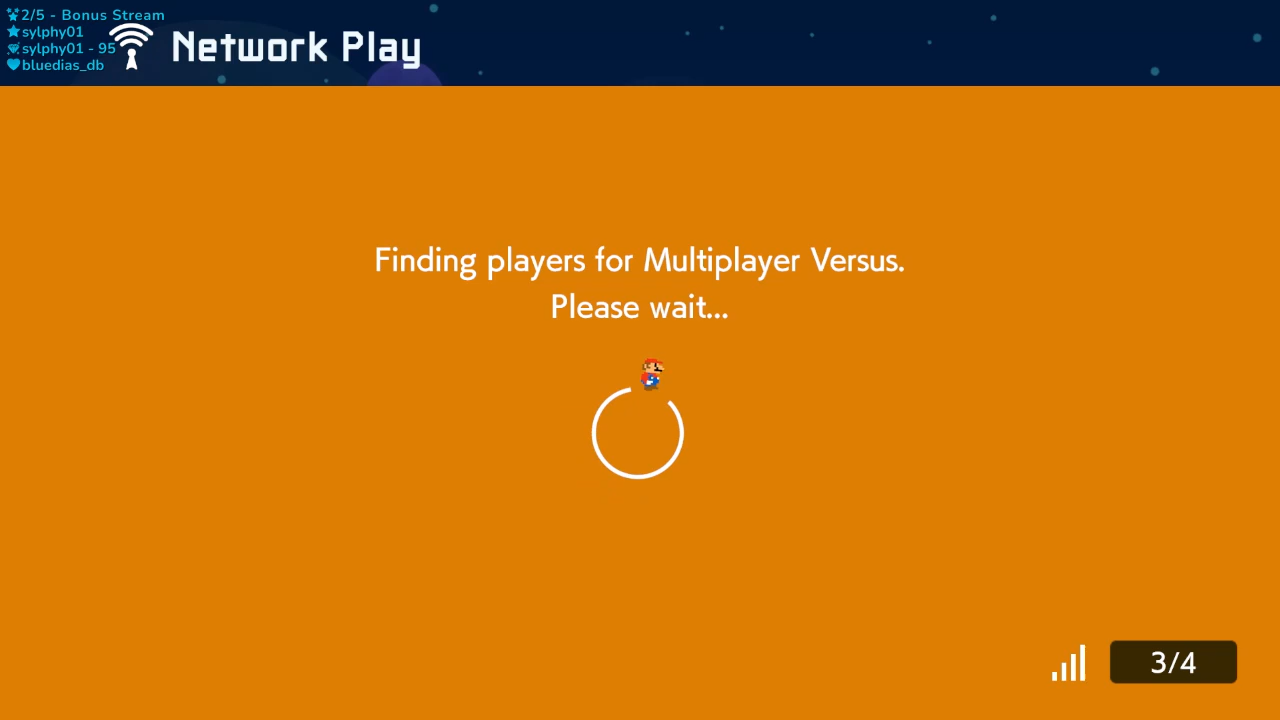 2/5 - Bonus Stream
sylphy01
sylphy01 - 95
bluedias_db
Network Play
Finding players for Multiplayer Versus.
Please wait...
3/4